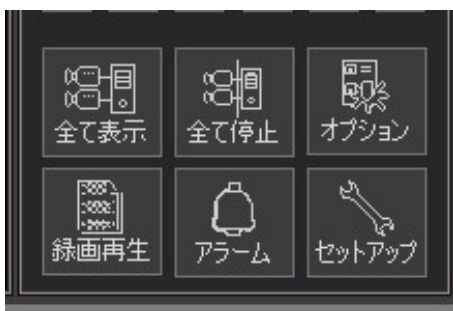 全て表示
全て停止
オプション
録画再生
アラーム
セットアップ